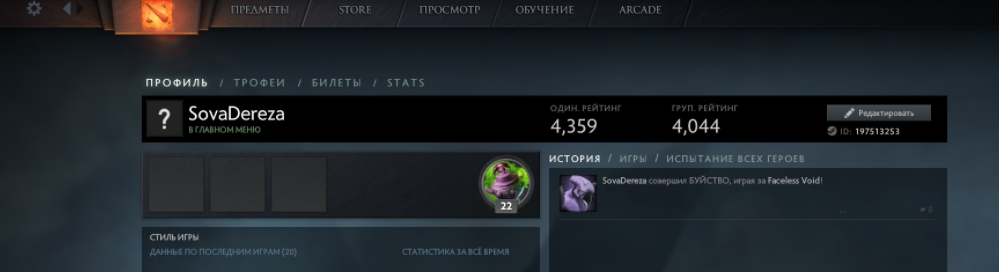 ПРЕДМЕТЫ STORE ПРОСМОТР ОБУЧЕНИЕ ARCADE
ПРОФИЛЬ / ТРОФЕИ / БИЛЕТЫ / STATS
? SovaDereza
В ГЛАВНОМ МЕНЮ
ОДИН. РЕЙТИНГ
4,359
ГРУП. РЕЙТИНГ
4,044
Редактировать
ID: 197513253
22
ИСТОРИЯ / ИГРЫ / ИСПЫТАНИЕ ВСЕХ ГЕРОЕВ
SovaDereza совершил БУЙСТВО, играя за Faceless Void!
... 0
СТИЛЬ ИГРЫ
ДАННЫЕ ПО ПОСЛЕДНИМ ИГРАМ (20) СТАТИСТИКА ЗА ВСЁ ВРЕМЯ